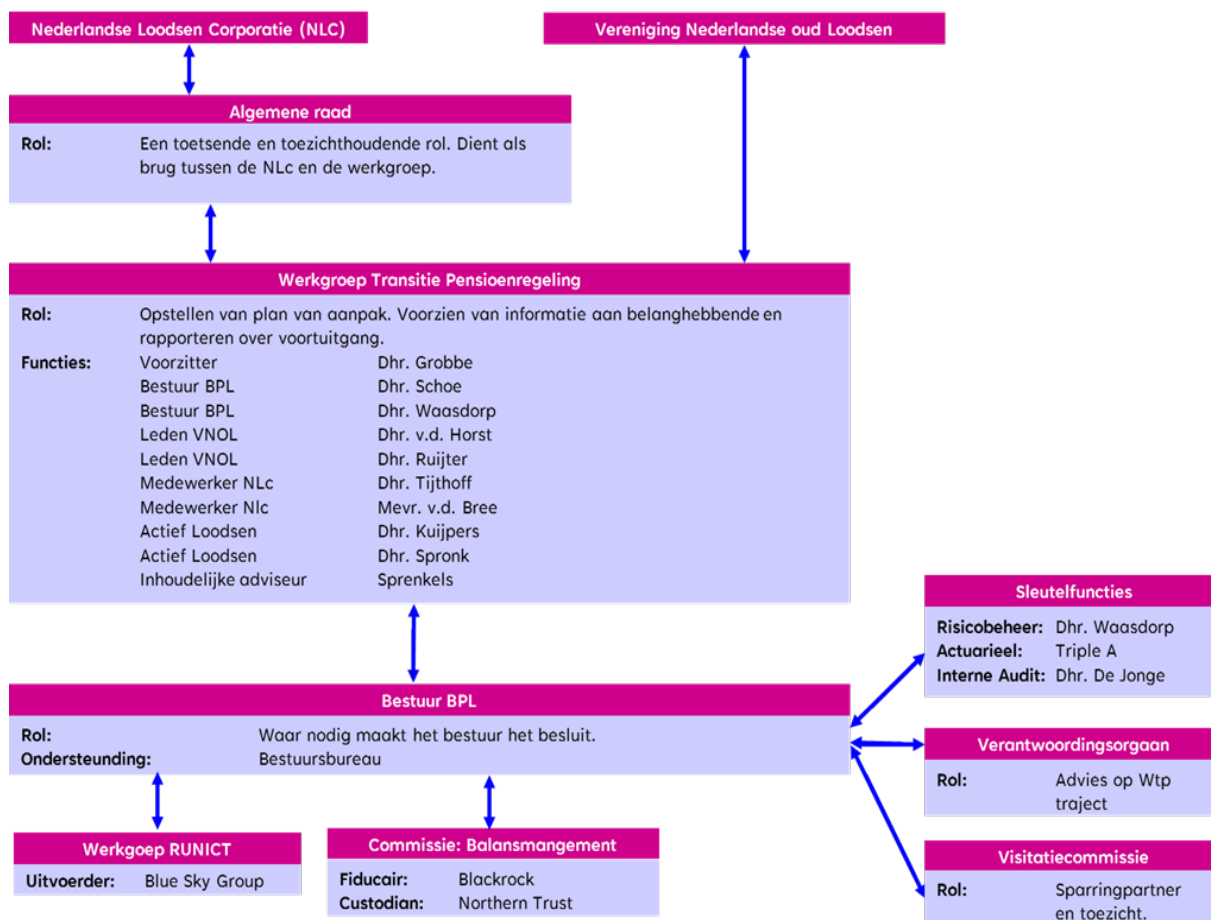 Nederlandse Loodsen Corporatie (NLC)
Vereniging Nederlandse oud Loodsen
Algemene raad
Rol: Een toetsende en toezichthoudende rol. Dient als
brug tussen de NLc en de werkgroep.
Werkgroep Transitie Pensioenregeling
Rol: Opstellen van plan van aanpak. Voorzien van informatie aan belanghebbende en
rapporteren over voortuitgang.
Functies: Voorzitter Dhr. Grobbe
Bestuur BPL Dhr. Schoe
Bestuur BPL Dhr. Waasdorp
Leden VNOL Dhr. v.d. Horst
Leden VNOL Dhr. Ruijter
Medewerker NLc Dhr. Tijthoff
Medewerker Nlc Mevr. v.d. Bree
Actief Loodsen Dhr. Kuijpers
Actief Loodsen Dhr. Spronk
Inhoudelijke adviseur Sprenkels
Sleutelfuncties
Risicobeheer: Dhr. Waasdorp
Actuarieel: Triple A
Interne Audit: Dhr. De Jonge
Bestuur BPL
Rol: Waar nodig maakt het bestuur het besluit.
Ondersteunding: Bestuursbureau
Verantwoordingsorgaan
Rol: Advies op Wtp
traject
Werkgoep RUNICT
Uitvoerder: Blue Sky Group
Commissie: Balansmangement
Fiducair: Blackrock
Custodian: Northern Trust
Visitatiecommissie
Rol: Sparringpartner
en toezicht.